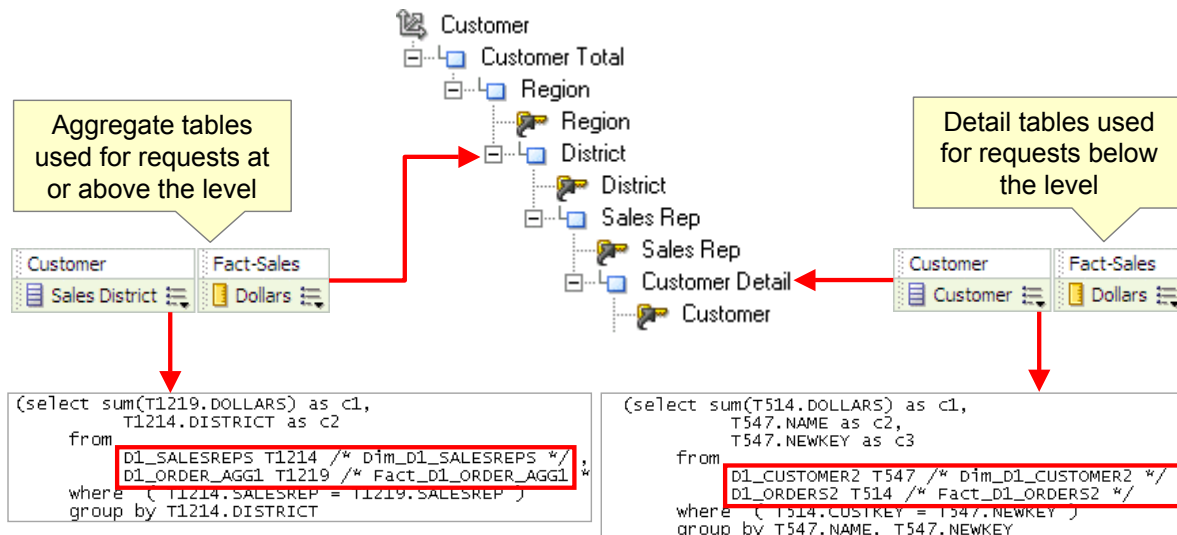 Customer
Customer Total
Region
Region
District
District
Sales Rep
Sales Rep
Customer Detail
Customer
Aggregate tables
used for requests at
or above the level
Detail tables used
for requests below
the level
Customer
Fact-Sales
Sales District
Dollars
Customer
Fact-Sales
Customer
Dollars
(select sum(T1219.DOLLARS) as c1,
T1214.DISTRICT as c2
from
D1_SALESREPS T1214 /* Dim_D1_SALESREPS */ ,
D1_ORDER_AGG1 T1219 /* Fact_D1_ORDER_AGG1 *
where ( T1214.SALESREP = T1219.SALESREP )
group by T1214.DISTRICT
(select sum(T514.DOLLARS) as c1,
T547.NAME as c2,
T547.NEWKEY as c3
from
D1_CUSTOMER2 T547 /* Dim_D1_CUSTOMER2 */
D1_ORDERS2 T514 /* Fact_D1_ORDERS2 */
where ( T514.CUSTKEY = T547.NEWKEY )
group by T547.NAME, T547.NEWKEY